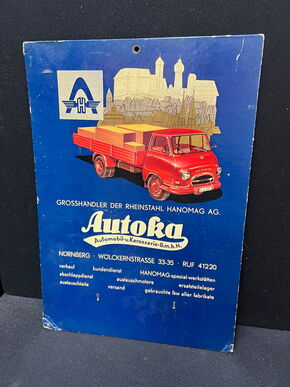 H
GROSSHÄNDLER DER RHEINSTAHL HANOMAG AG.
Autoka
Automobil-u. Karosserie-G.m.b.H.
NÜRNBERG · WÖLCKERNSTRASSE 33-35 · RUF 41220
verkauf kundendienst HANOMAG-spezial-werkstätten
abschleppdienst austauschmotore ersatzteillager
austauschteile versand gebrauchte lkw aller fabrikate